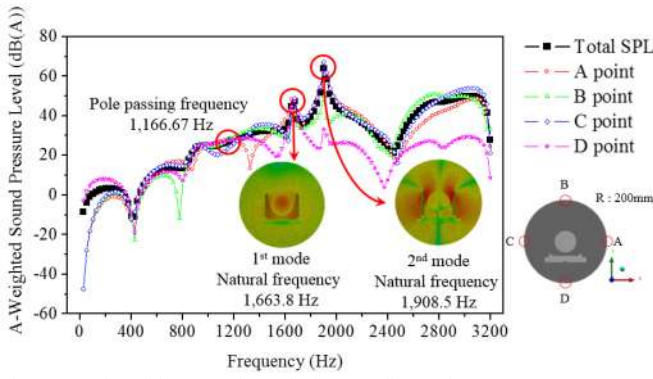 A-Weighted Sound Pressure Level (dB(A))
80
60
40
20
0
-20
-40
-60
0
400
800
1200
1600
2000
2400
2800
3200
Frequency (Hz)
Pole passing frequency
1,166.67 Hz
1st mode
Natural frequency
1,663.8 Hz
2nd mode
Natural frequency
1,908.5 Hz
Total SPL
A point
B point
C point
D point
B
R : 200mm
C
A
D